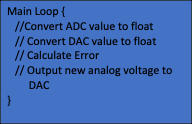 Main Loop {
//Convert ADC value to float
// Convert DAC value to float
// Calculate Error
// Output new analog voltage to
DAC
}